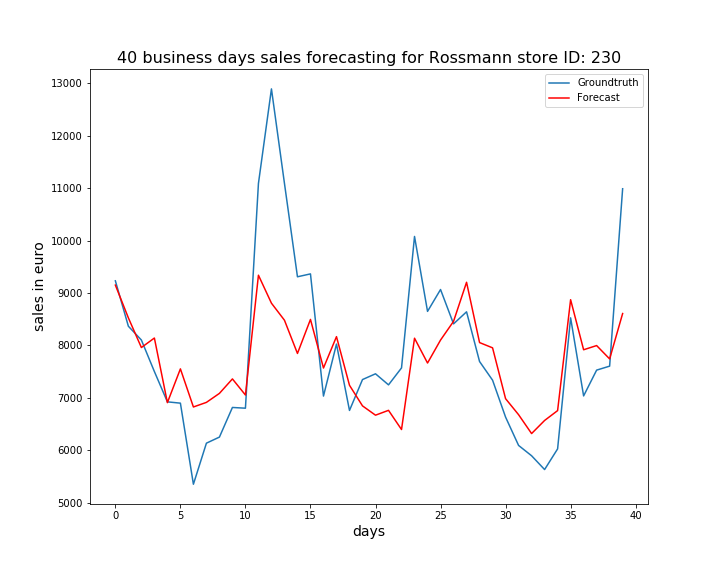 40 business days sales forecasting for Rossmann store ID: 230
Groundtruth
Forecast
13000
12000
11000
10000
9000
8000
7000
6000
5000
sales in euro
0 5 10 15 20 25 30 35 40
days